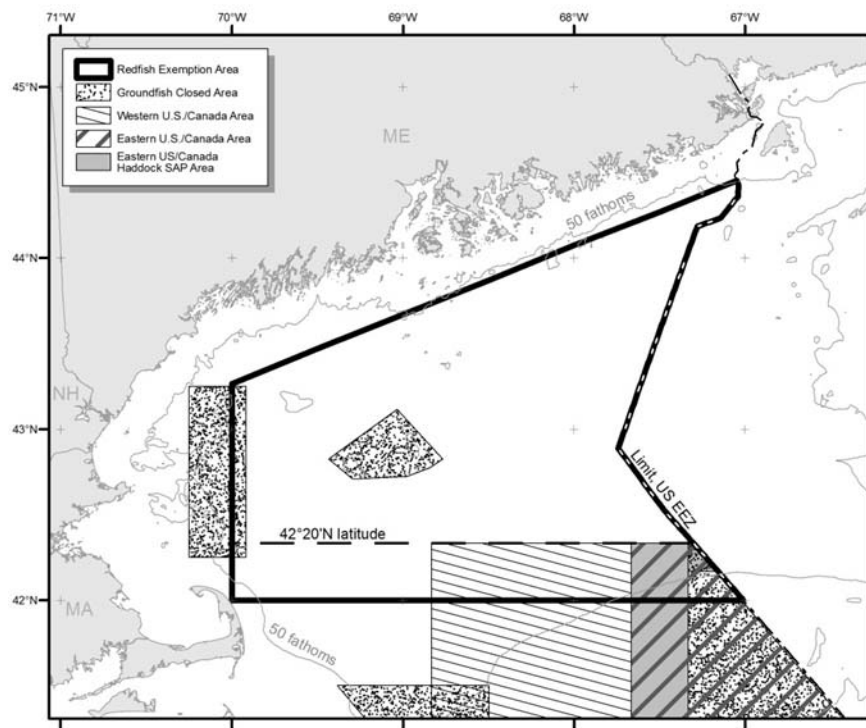 71°W 70°W 69°W 68°W 67°W
45°N
44°N
43°N
42°N
Redfish Exemption Area
Groundfish Closed Area
Western U.S./Canada Area
Eastern U.S./Canada Area
Eastern US/Canada
Haddock SAP Area
ME
50 fathoms
NH
Limit, US EEZ
42°20'N latitude
MA
50 fathoms